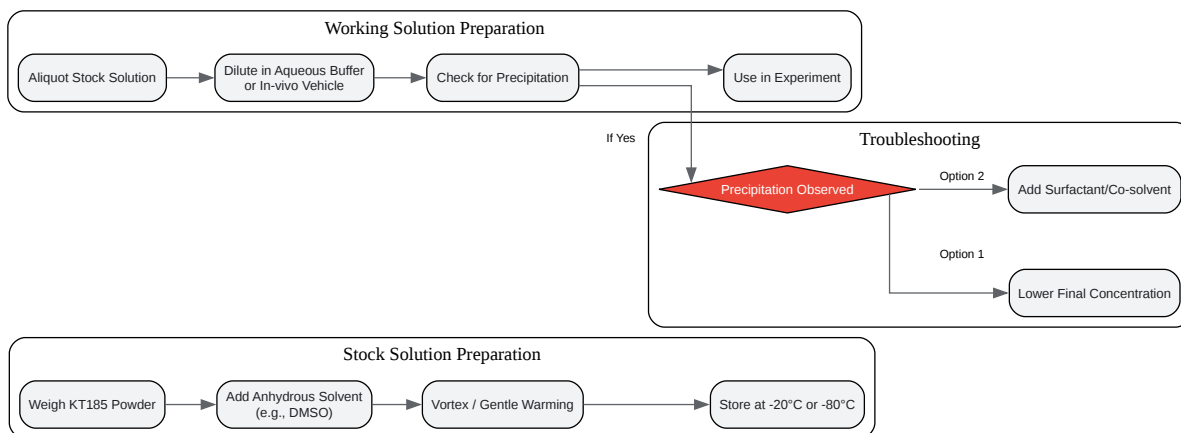 Working Solution Preparation
Aliquot Stock Solution
Dilute in Aqueous Buffer
or In-vivo Vehicle
Check for Precipitation
Use in Experiment
If Yes
Troubleshooting
Precipitation Observed
Option 2
Add Surfactant/Co-solvent
Option 1
Lower Final Concentration
Stock Solution Preparation
Weigh KT185 Powder
Add Anhydrous Solvent
(e.g., DMSO)
Vortex / Gentle Warming
Store at -20°C or -80°C